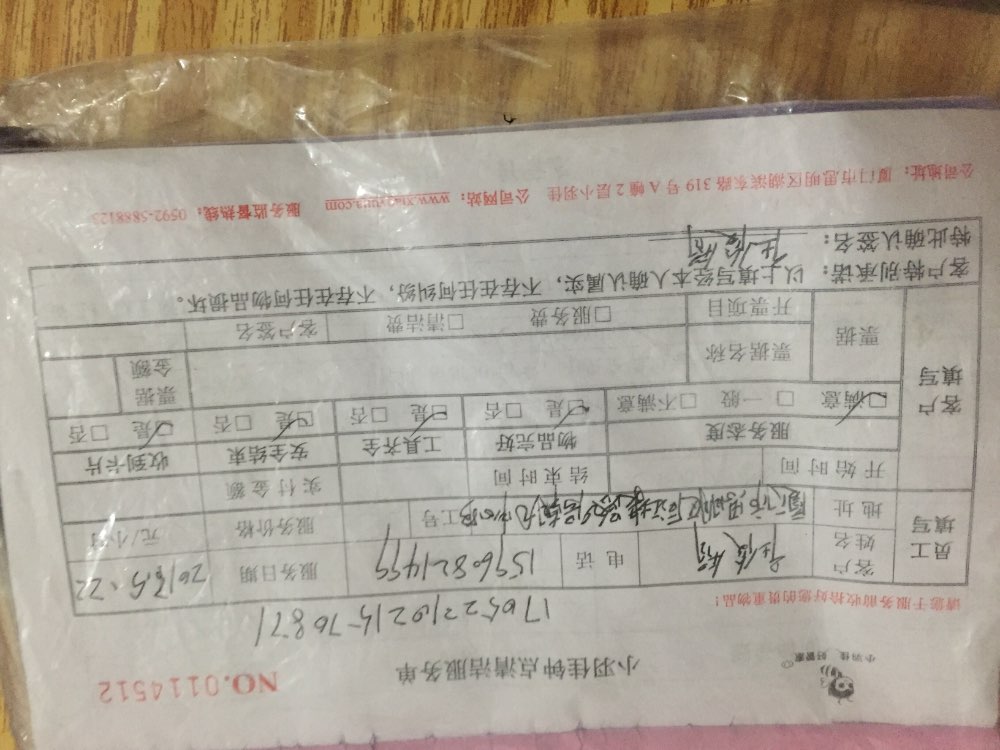 小羽佳，好管家
小羽佳钟点清洁服务单
NO.0114512
1705221021570871
请您于服务前收拾好您的贵重物品！
员工填写
客户姓名
电话 15960821499
服务日期
地址
工号
服务价格 元/小时
开始时间
结束时间
实付金额
客户填写
服务态度 物品完好 工具齐全 安全结束 收到卡片
☑满意 □一般 □不满意 ☑是 □否 ☑是 □否 ☑是 □否 ☑是 □否
票据 票据名称 票据金额
开票项目 □服务费 □清洁费 客户签名
客户特别承诺：以上填写经本人确认属实，不存在任何纠纷，不存在任何物品损坏。
特此确认签名：
公司地址：厦门市思明区湖滨东路319号A幢2层小羽佳 公司网站：www.xiaoyujia.com 服务监督热线：0592-5888123